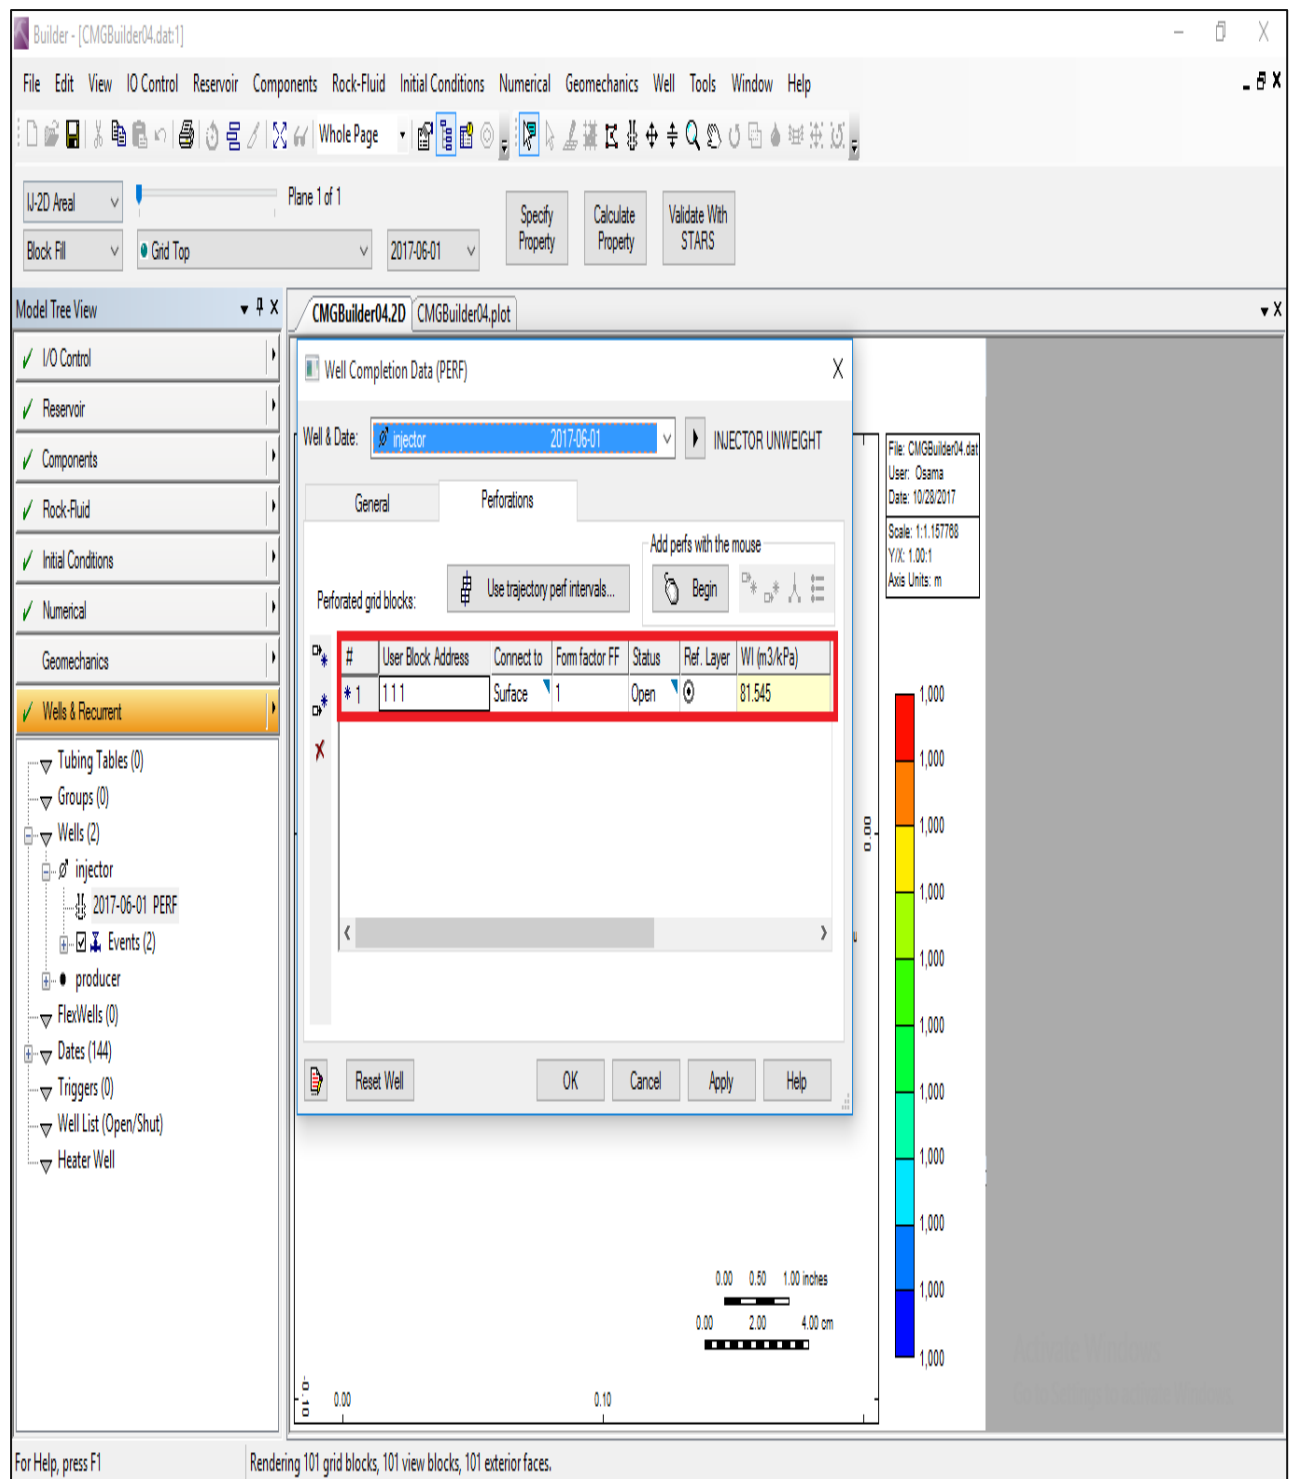 Builder - [CMGBuilder04.dat:1]
File Edit View IO Control Reservoir Components Rock-Fluid Initial Conditions Numerical Geomechanics Well Tools Window Help
Whole Page
IJ-2D Areal
Plane 1 of 1
Block Fill
Grid Top
2017-06-01
Specify Property
Calculate Property
Validate With STARS
Model Tree View
CMGBuilder04.2D CMGBuilder04.plot
I/O Control
Reservoir
Components
Rock-Fluid
Initial Conditions
Numerical
Geomechanics
Wells & Recurrent
Tubing Tables (0)
Groups (0)
Wells (2)
injector
2017-06-01 PERF
Events (2)
producer
FlexWells (0)
Dates (144)
Triggers (0)
Well List (Open/Shut)
Heater Well
Well Completion Data (PERF)
Well & Date: injector 2017-06-01 INJECTOR UNWEIGHT
General Perforations
Add perfs with the mouse
Perforated grid blocks: Use trajectory perf intervals... Begin
# User Block Address Connect to Form factor FF Status Ref. Layer WI (m3/kPa)
* 1 1 1 1 Surface 1 Open 81.545
Reset Well OK Cancel Apply Help
File: CMGBuilder04.dat
User: Osama
Date: 10/28/2017
Scale: 1:1.157768
Y/X: 1.00:1
Axis Units: m
1,000
1,000
1,000
1,000
1,000
1,000
1,000
1,000
1,000
1,000
1,000
0.00
0.00 0.50 1.00 inches
0.00 2.00 4.00 cm
-0.10
0.00 0.10
For Help, press F1
Rendering 101 grid blocks, 101 view blocks, 101 exterior faces.